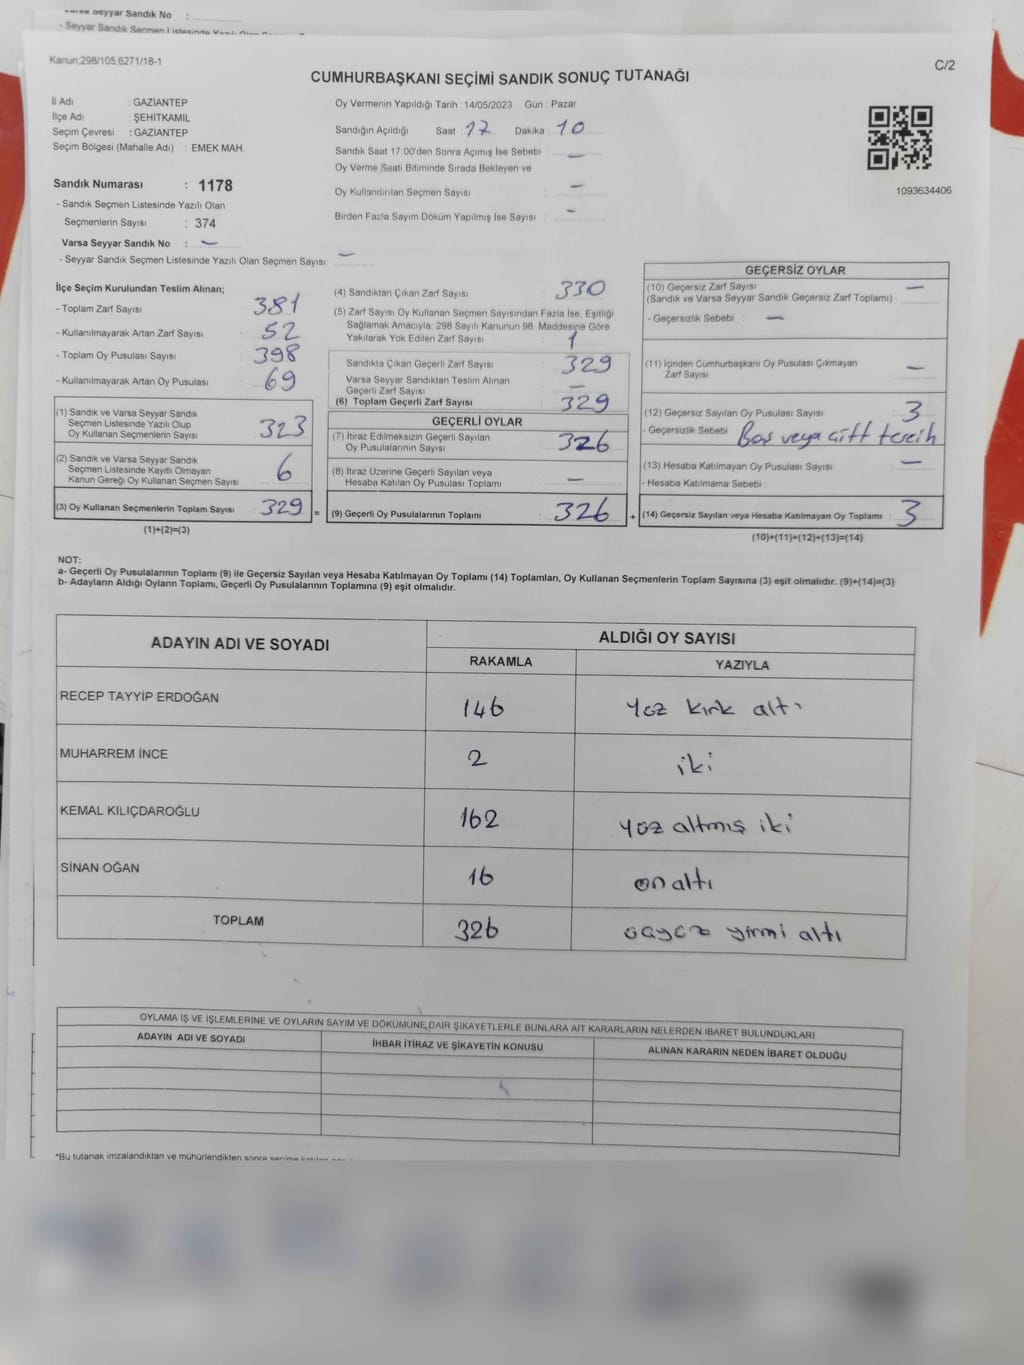 Varsa Seyyar Sandık No :
- Seyyar Sandık Seçmen Listesinde Yazılı
Kanun:298/105,6271/18-1
C/2
CUMHURBAŞKANI SEÇİMİ SANDIK SONUÇ TUTANAĞI
İl Adı : GAZİANTEP
İlçe Adı : ŞEHİTKAMİL
Seçim Çevresi : GAZİANTEP
Seçim Bölgesi (Mahalle Adı) : EMEK MAH.
Oy Vermenin Yapıldığı Tarih : 14/05/2023 Gün : Pazar
Sandığın Açıldığı Saat : 17 Dakika : 10
Sandık Saat 17.00'den Sonra Açımış İse Sebebi : —
Oy Verme Saati Bitiminde Sırada Bekleyen ve
Oy Kullandırılan Seçmen Sayısı : —
Birden Fazla Sayım Döküm Yapılmış İse Sayısı : —
1093634406
Sandık Numarası : 1178
- Sandık Seçmen Listesinde Yazılı Olan
Seçmenlerin Sayısı : 374
Varsa Seyyar Sandık No : —
- Seyyar Sandık Seçmen Listesinde Yazılı Olan Seçmen Sayısı: —
İlçe Seçim Kurulundan Teslim Alınan;
- Toplam Zarf Sayısı : 381
- Kullanılmayarak Artan Zarf Sayısı : 52
- Toplam Oy Pusulası Sayısı : 398
- Kullanılmayarak Artan Oy Pusulası : 69
(1) Sandık ve Varsa Seyyar Sandık
Seçmen Listesinde Yazılı Olup
Oy Kullanan Seçmenlerin Sayısı : 323
(2) Sandık ve Varsa Seyyar Sandık
Seçmen Listesinde Kayıtlı Olmayan
Kanun Gereği Oy Kullanan Seçmen Sayısı : 6
(3) Oy Kullanan Seçmenlerin Toplam Sayısı : 329 =
(1)+(2)=(3)
(4) Sandıktan Çıkan Zarf Sayısı : 330
(5) Zarf Sayısı Oy Kullanan Seçmen Sayısından Fazla İse, Eşitliği
Sağlamak Amacıyla: 298 Sayılı Kanunun 98. Maddesine Göre
Yakılarak Yok Edilen Zarf Sayısı : 1
Sandıkta Çıkan Geçerli Zarf Sayısı : 329
Varsa Seyyar Sandıktan Teslim Alınan
Geçerli Zarf Sayısı : —
(6) Toplam Geçerli Zarf Sayısı : 329
GEÇERLİ OYLAR
(7) İtiraz Edilmeksizin Geçerli Sayılan
Oy Pusulalarının Sayısı : 326
(8) İtiraz Üzerine Geçerli Sayılan veya
Hesaba Katılan Oy Pusulası Toplamı : —
(9) Geçerli Oy Pusulalarının Toplamı : 326 +
GEÇERSİZ OYLAR
(10) Geçersiz Zarf Sayısı : —
(Sandık ve Varsa Seyyar Sandık Geçersiz Zarf Toplamı)
- Geçersizlik Sebebi : —
(11) İçinden Cumhurbaşkanı Oy Pusulası Çıkmayan
Zarf Sayısı : —
(12) Geçersiz Sayılan Oy Pusulası Sayısı : 3
- Geçersizlik Sebebi : Boş veya çift tercih
(13) Hesaba Katılmayan Oy Pusulası Sayısı : —
- Hesaba Katılmama Sebebi :
(14) Geçersiz Sayılan veya Hesaba Katılmayan Oy Toplamı : 3
(10)+(11)+(12)+(13)=(14)
NOT:
a- Geçerli Oy Pusulalarının Toplamı (9) ile Geçersiz Sayılan veya Hesaba Katılmayan Oy Toplamı (14) Toplamları, Oy Kullanan Seçmenlerin Toplam Sayısına (3) eşit olmalıdır. (9)+(14)=(3)
b- Adayların Aldığı Oyların Toplamı, Geçerli Oy Pusulalarının Toplamına (9) eşit olmalıdır.
ADAYIN ADI VE SOYADI
ALDIĞI OY SAYISI
RAKAMLA YAZIYLA
RECEP TAYYİP ERDOĞAN 146 Yüz kırk altı
MUHARREM İNCE 2 iki
KEMAL KILIÇDAROĞLU 162 yüz altmış iki
SİNAN OĞAN 16 on altı
TOPLAM 326 üçyüz yirmi altı
OYLAMA İŞ VE İŞLEMLERİNE VE OYLARIN SAYIM VE DÖKÜMÜNE DAİR ŞİKAYETLERLE BUNLARA AİT KARARLARIN NELERDEN İBARET BULUNDUKLARI
ADAYIN ADI VE SOYADI İHBAR İTİRAZ VE ŞİKAYETİN KONUSU ALINAN KARARIN NEDEN İBARET OLDUĞU
*Bu tutanak imzalandıktan ve mühürlendikten sonra